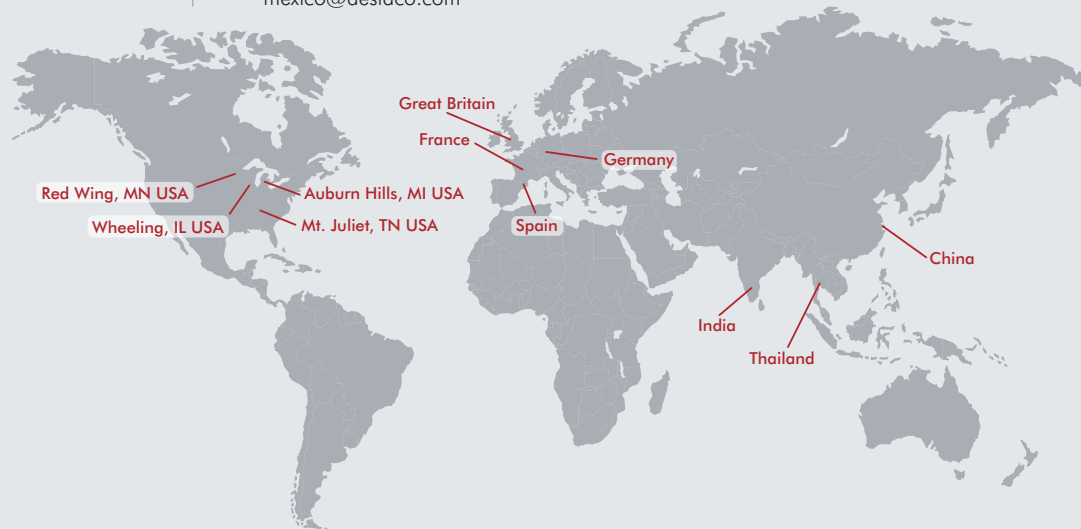 mexico@destaco.com
Great Britain
France
Germany
Red Wing, MN USA
Auburn Hills, MI USA
Wheeling, IL USA
Mt. Juliet, TN USA
Spain
China
India
Thailand